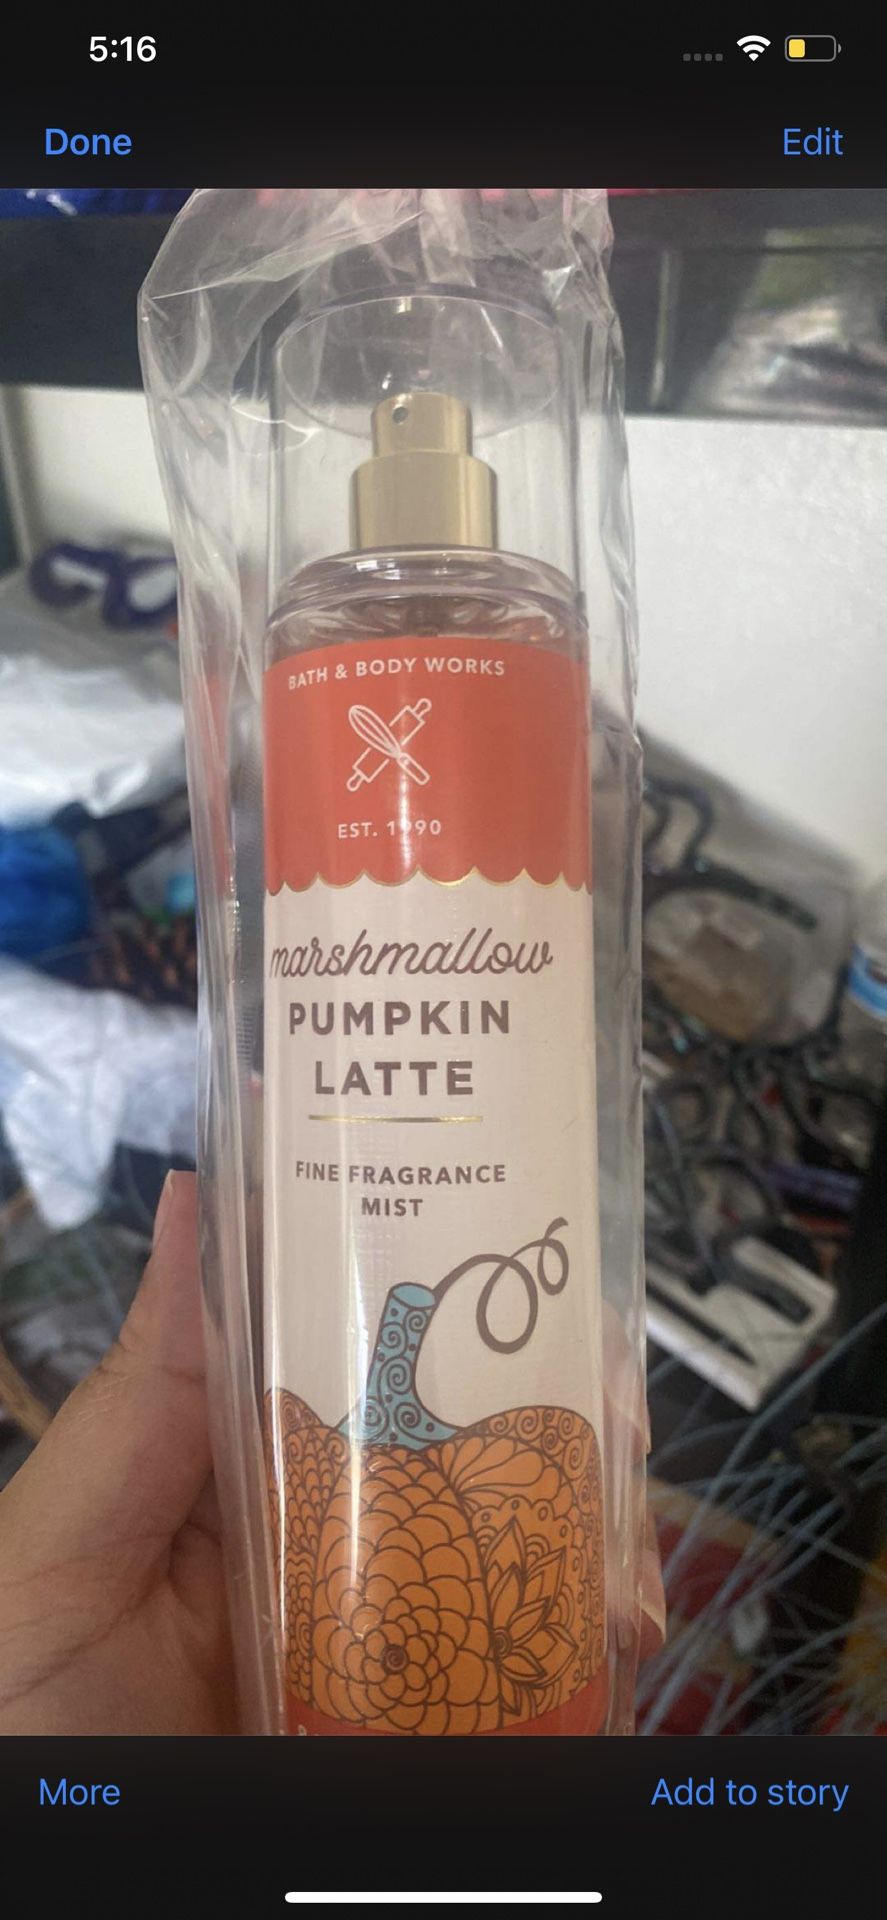 5:16
Done
Edit
BATH & BODY WORKS
EST. 1990
marshmallow
PUMPKIN
LATTE
FINE FRAGRANCE
MIST
More
Add to story